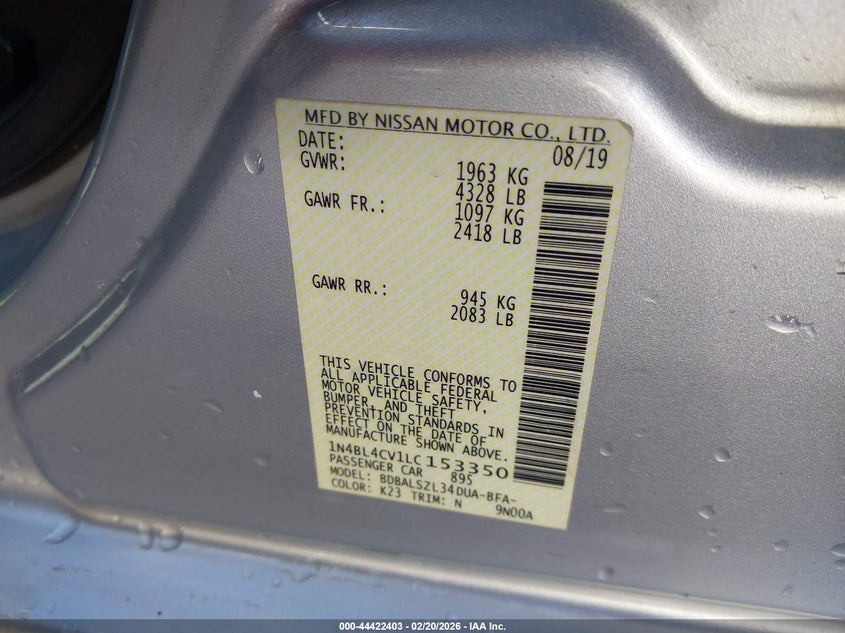 MFD BY NISSAN MOTOR CO., LTD.
DATE: 08/19
GVWR: 1963 KG
4328 LB
GAWR FR.: 1097 KG
2418 LB
GAWR RR.: 945 KG
2083 LB
THIS VEHICLE CONFORMS TO
ALL APPLICABLE FEDERAL
MOTOR VEHICLE SAFETY,
BUMPER, AND THEFT
PREVENTION STANDARDS IN
EFFECT ON THE DATE OF
MANUFACTURE SHOWN ABOVE.
1N4BL4CV1LC153350
PASSENGER CAR 895
MODEL: BDBALSZL34DUA-BFA-
COLOR: K23 TRIM: N 9N00A
000-44422403 - 02/20/2026 - IAA Inc.